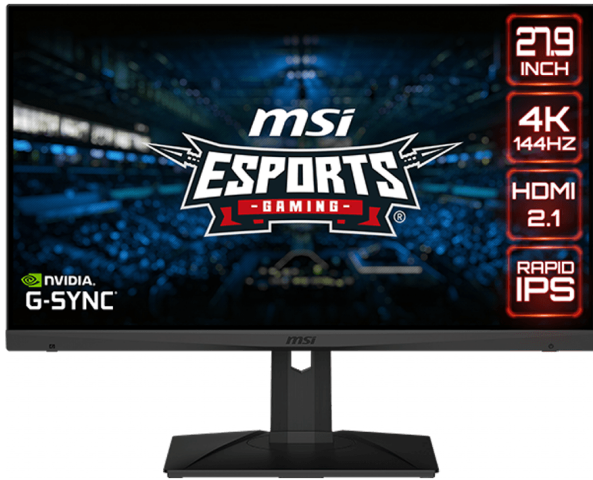 msi
ESPORTS
- GAMING -
®
27.9
INCH
4K
144HZ
HDMI
2.1
RAPID
IPS
NVIDIA.
G-SYNC
msi